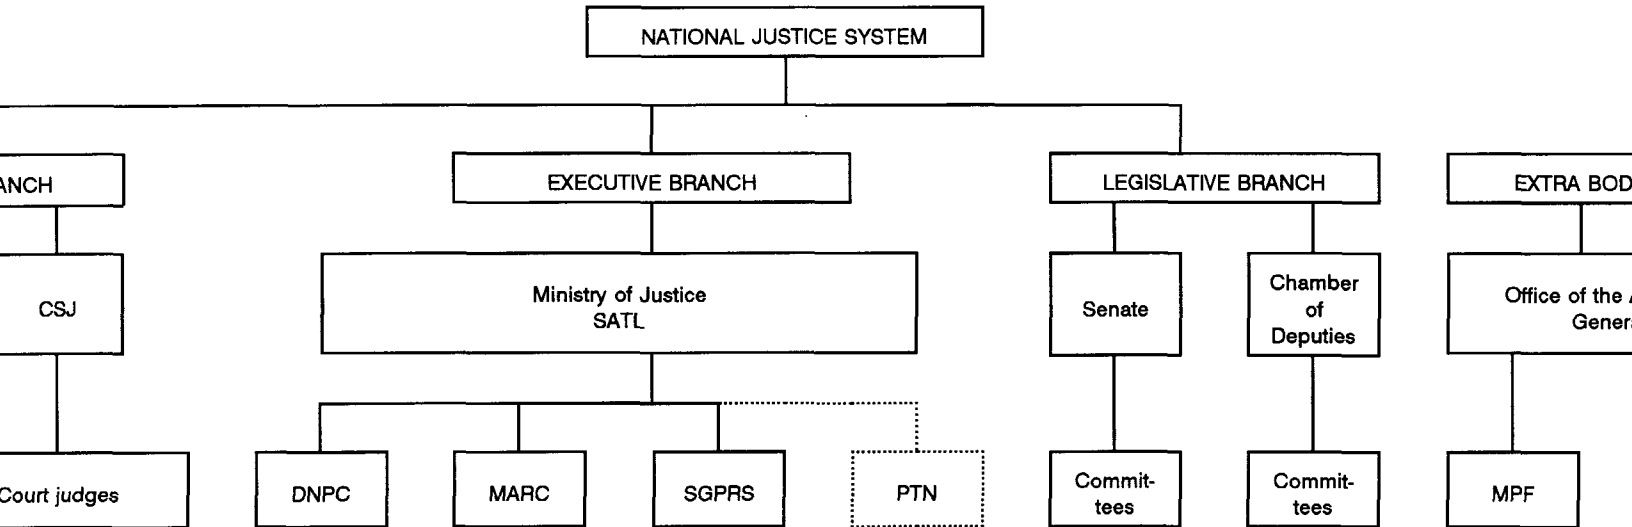 NATIONAL JUSTICE SYSTEM
ANCH
EXECUTIVE BRANCH
LEGISLATIVE BRANCH
EXTRA BOD
CSJ
Ministry of Justice
SATL
Senate
Chamber
of
Deputies
Office of the
Genera
Court judges
DNPC
MARC
SGPRS
PTN
Commit-
tees
Commit-
tees
MPF